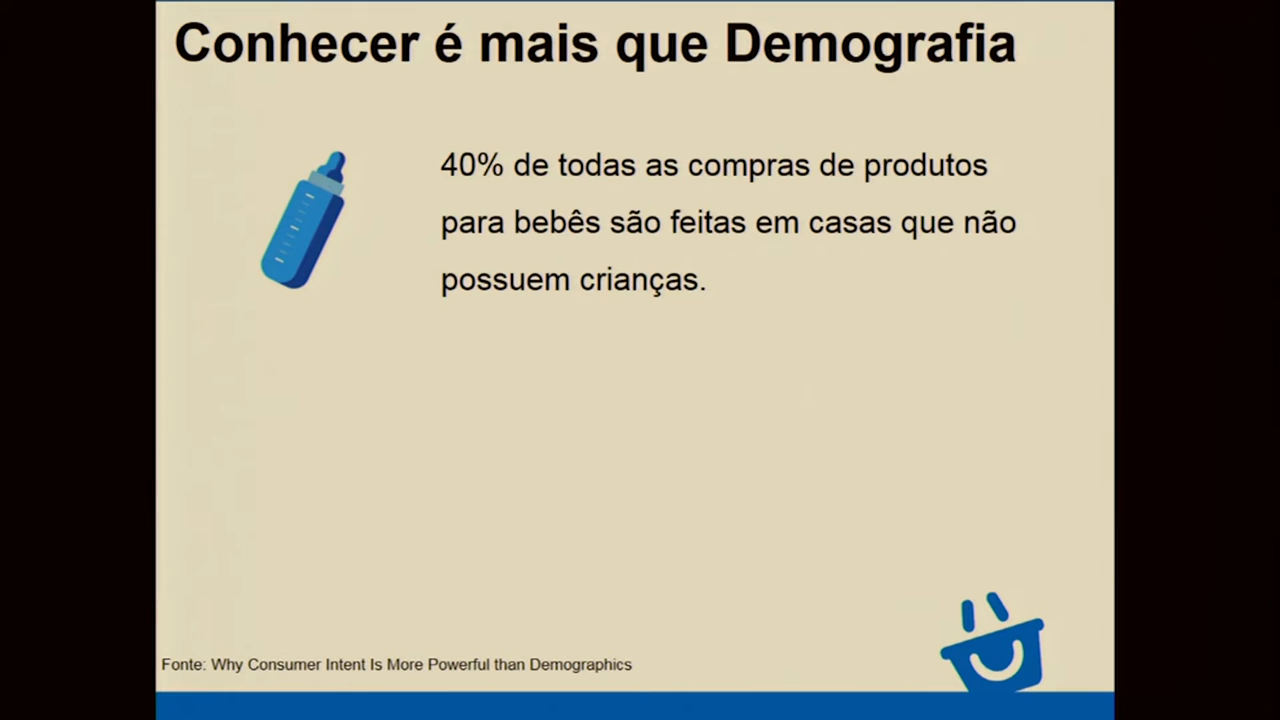 Conhecer é mais que Demografia
40% de todas as compras de produtos
para bebês são feitas em casas que não
possuem crianças.
Fonte: Why Consumer Intent Is More Powerful than Demographics